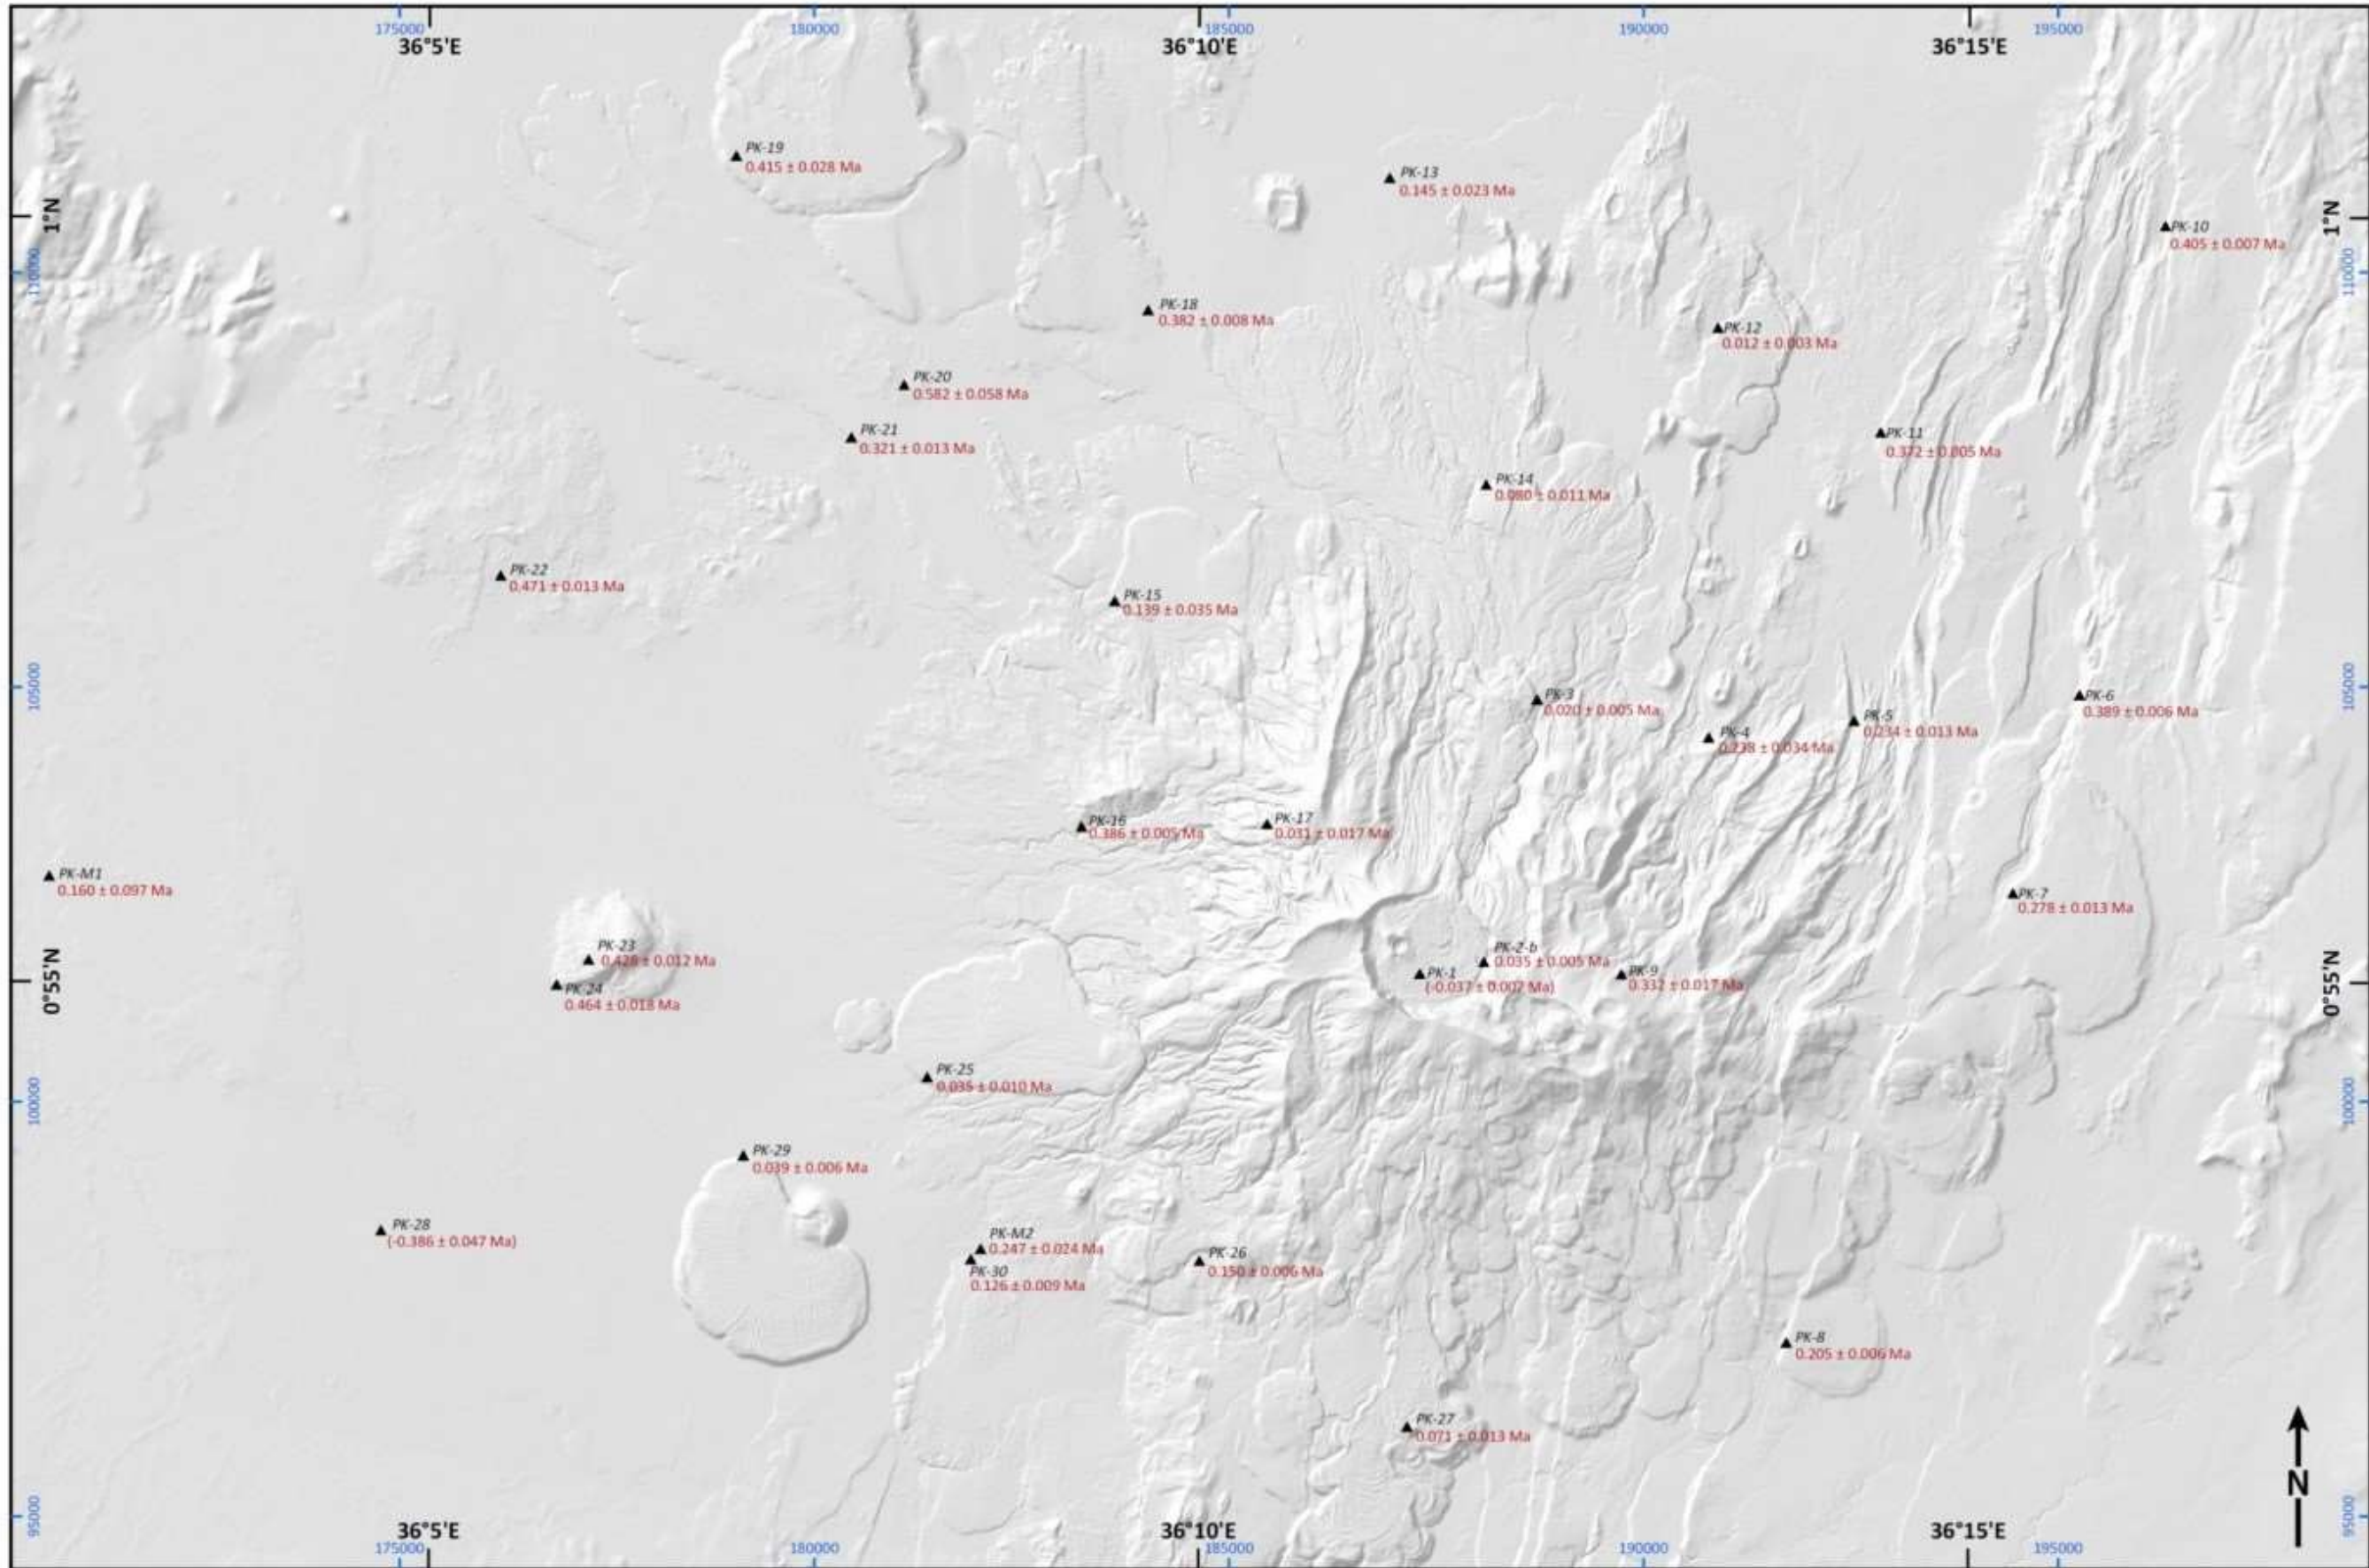 175000
180000
185000
190000
195000
36°5'E
36°10'E
36°15'E
PK-19
0.415 ± 0.028 Ma
PK-13
0.145 ± 0.023 Ma
1°N
1°N
PK-10
0.405 ± 0.007 Ma
110000
110000
PK-18
0.382 ± 0.008 Ma
PK-12
0.012 ± 0.003 Ma
PK-20
0.582 ± 0.058 Ma
PK-21
0.321 ± 0.013 Ma
PK-11
0.372 ± 0.005 Ma
PK-14
0.080 ± 0.011 Ma
PK-22
0.471 ± 0.013 Ma
PK-15
0.139 ± 0.035 Ma
105000
105000
PK-3
0.020 ± 0.005 Ma
PK-6
0.389 ± 0.006 Ma
PK-5
0.234 ± 0.013 Ma
PK-4
0.238 ± 0.034 Ma
PK-16
0.386 ± 0.005 Ma
PK-17
0.031 ± 0.017 Ma
PK-M1
0.160 ± 0.097 Ma
PK-7
0.278 ± 0.013 Ma
PK-23
0.428 ± 0.012 Ma
PK-24
0.464 ± 0.018 Ma
PK-2-b
0.035 ± 0.005 Ma
PK-1
(-0.037 ± 0.002 Ma)
PK-9
0.332 ± 0.017 Ma
0°55'N
0°55'N
PK-25
0.035 ± 0.010 Ma
100000
100000
PK-29
0.039 ± 0.006 Ma
PK-28
(-0.386 ± 0.047 Ma)
PK-M2
0.247 ± 0.024 Ma
PK-30
0.126 ± 0.009 Ma
PK-26
0.150 ± 0.006 Ma
PK-8
0.205 ± 0.006 Ma
PK-27
0.071 ± 0.013 Ma
N
95000
95000
36°5'E
36°10'E
36°15'E
175000
180000
185000
190000
195000